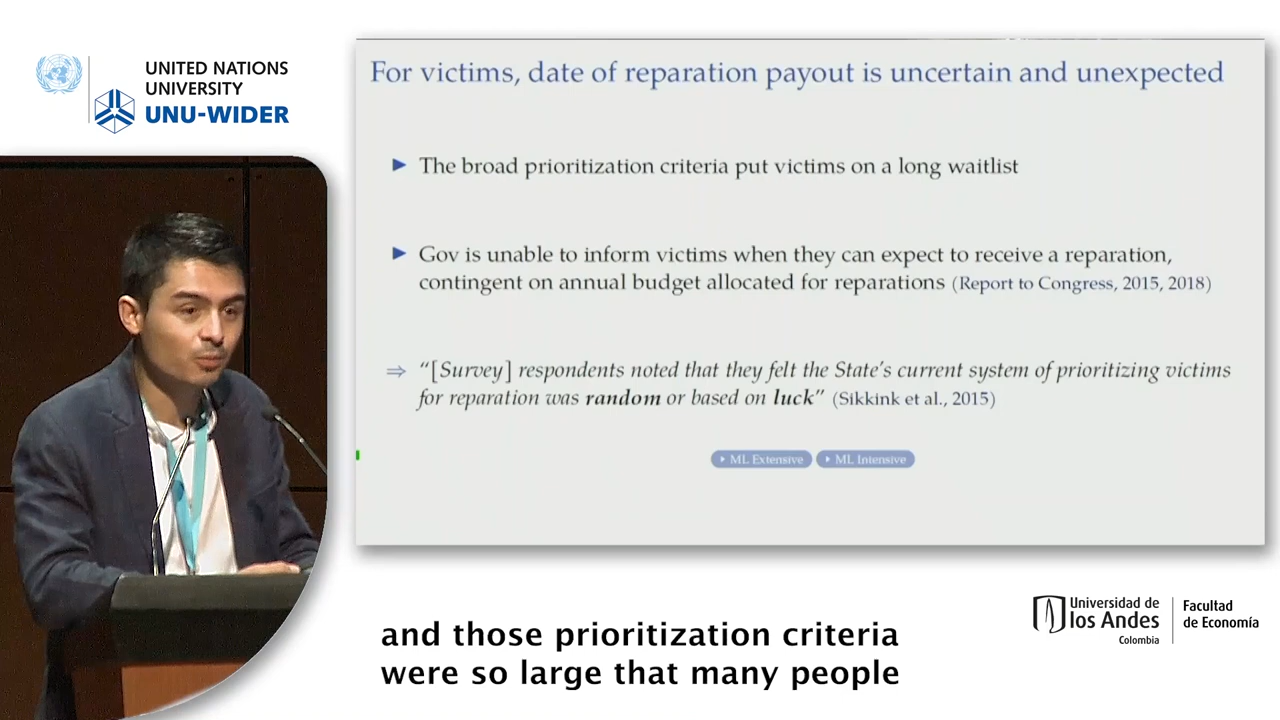 UNITED NATIONS
UNIVERSITY
UNU-WIDER
For victims, date of reparation payout is uncertain and unexpected
The broad prioritization criteria put victims on a long waitlist
Gov is unable to inform victims when they can expect to receive a reparation,
contingent on annual budget allocated for reparations (Report to Congress, 2015, 2018)
⇒ “[Survey] respondents noted that they felt the State’s current system of prioritizing victims
for reparation was random or based on luck” (Sikkink et al., 2015)
ML Extensive ML Intensive
and those prioritization criteria
were so large that many people
Universidad de
los Andes
Colombia
Facultad
de Economía